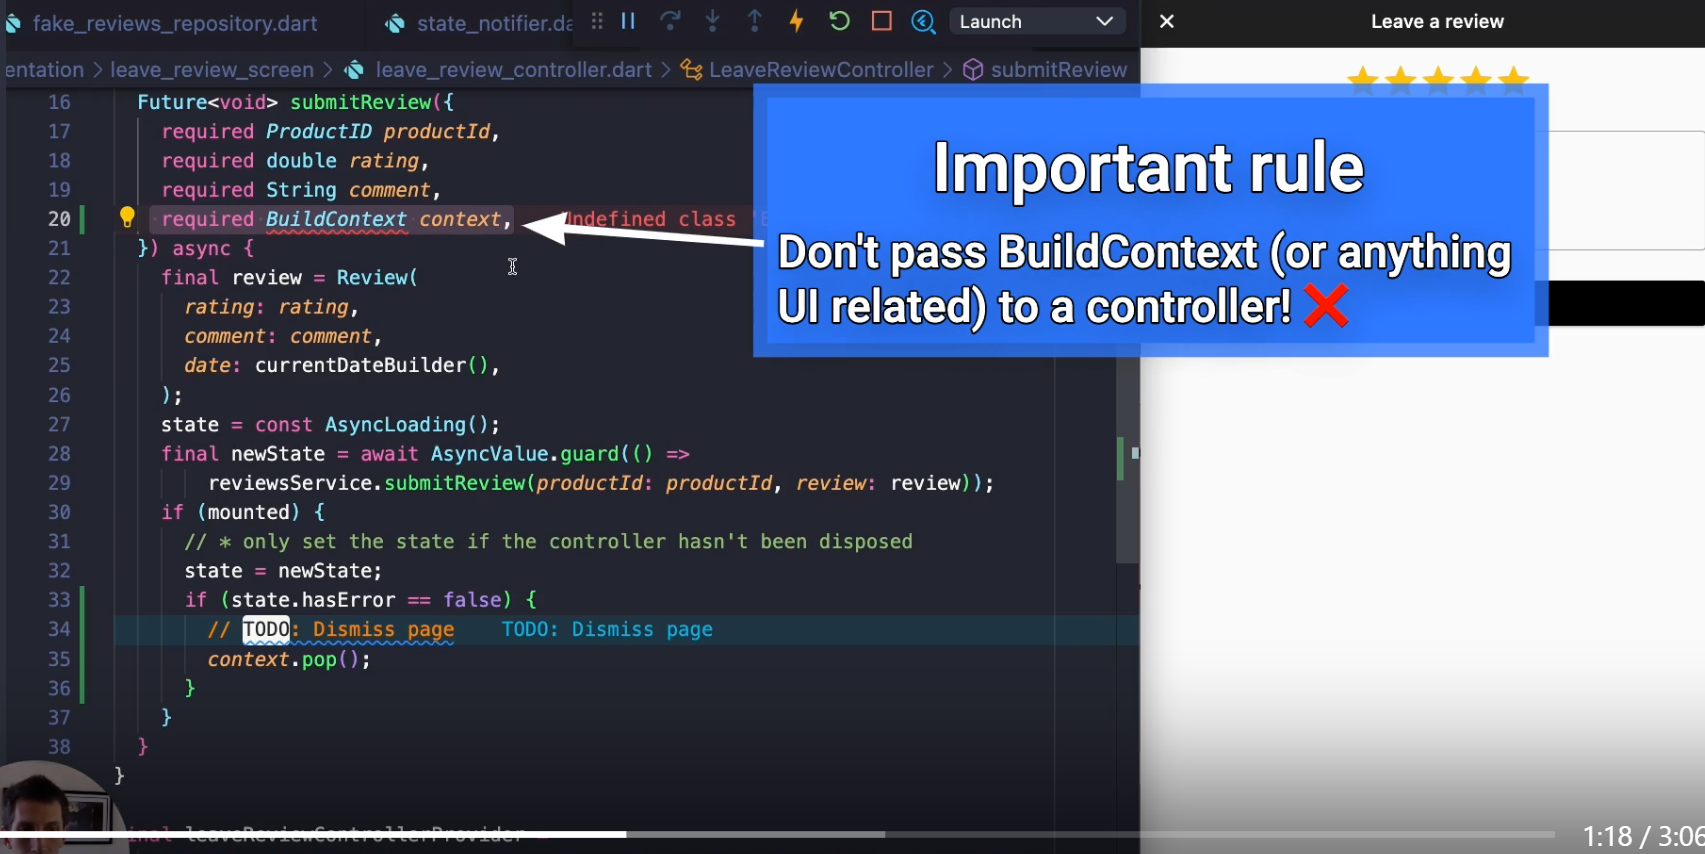 fake_reviews_repository.dart
state_notifier.da
Launch
Leave a review
entation > leave_review_screen > leave_review_controller.dart > LeaveReviewController > submitReview
16 Future<void> submitReview({
17 required ProductID productId,
18 required double rating,
19 required String comment,
20 required BuildContext context, Undefined class '
21 }) async {
22 final review = Review(
23 rating: rating,
24 comment: comment,
25 date: currentDateBuilder(),
26 );
27 state = const AsyncLoading();
28 final newState = await AsyncValue.guard(() =>
29 reviewsService.submitReview(productId: productId, review: review));
30 if (mounted) {
31 // * only set the state if the controller hasn't been disposed
32 state = newState;
33 if (state.hasError == false) {
34 // TODO: Dismiss page TODO: Dismiss page
35 context.pop();
36 }
37 }
38 }
}
Important rule
Don't pass BuildContext (or anything
UI related) to a controller! ❌
inal leaveReviewControllerProvider =
1:18 / 3:06